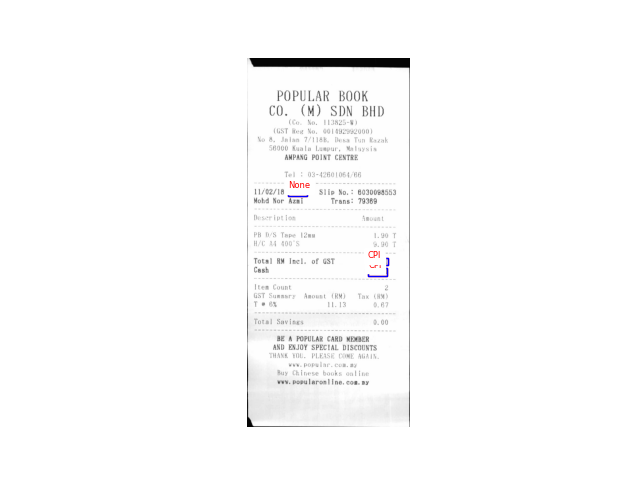 POPULAR BOOK
CO. (M) SDN BHD
(Co. No. 113825-W)
(GST Reg No. 001492992000)
No 8, Jalan 7/118B, Desa Tun Razak
56000 Kuala Lumpur, Malaysia
AMPANG POINT CENTRE
Tel : 03-42601064/66
None
11/02/18 Slip No.: 6030098553
Mohd Nor Azmi Trans: 79369
Description Amount
PB D/S Tape 12mm 1.90 T
H/C A4 400'S 9.90 T
CPI
Total RM Incl. of GST
CPI
Cash
Item Count 2
GST Summary Amount (RM) Tax (RM)
T @ 6% 11.13 0.67
Total Savings 0.00
BE A POPULAR CARD MEMBER
AND ENJOY SPECIAL DISCOUNTS
THANK YOU. PLEASE COME AGAIN.
www.popular.com.my
Buy Chinese books online
www.popularonline.com.my